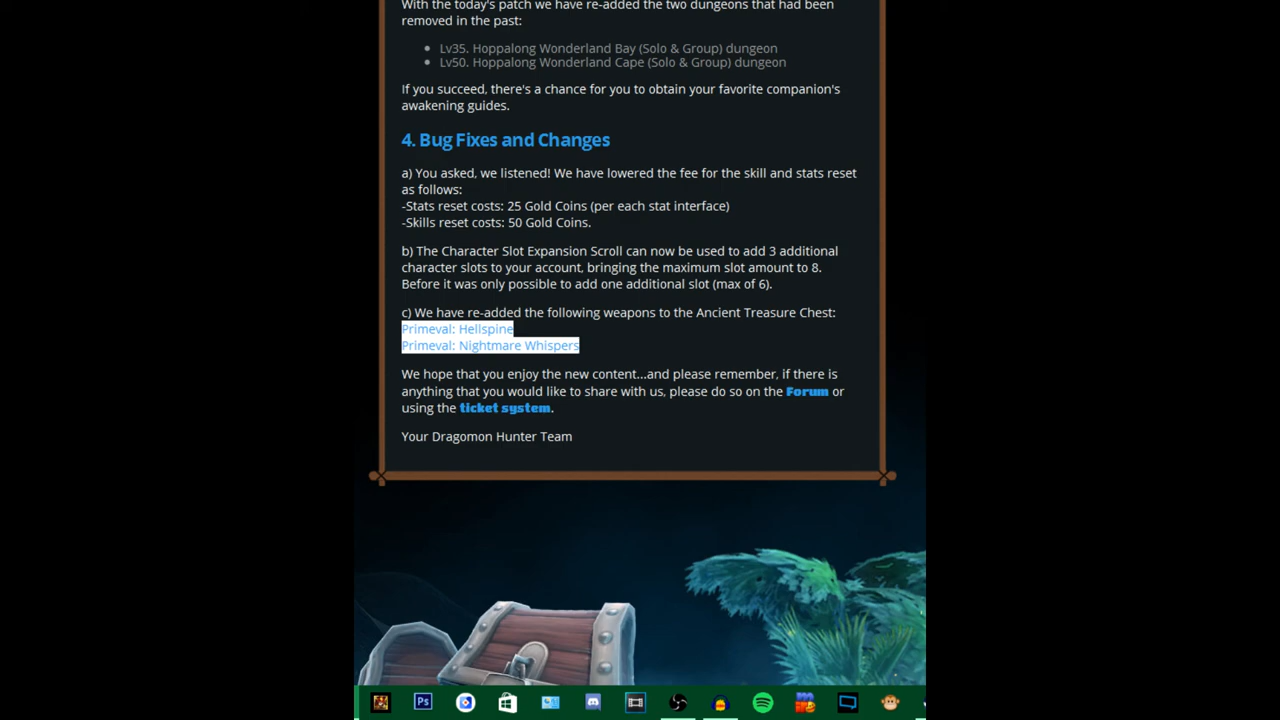 With the today's patch we have re-added the two dungeons that had been
removed in the past:
Lv35. Hoppalong Wonderland Bay (Solo & Group) dungeon
Lv50. Hoppalong Wonderland Cape (Solo & Group) dungeon
If you succeed, there's a chance for you to obtain your favorite companion's
awakening guides.
4. Bug Fixes and Changes
a) You asked, we listened! We have lowered the fee for the skill and stats reset
as follows:
-Stats reset costs: 25 Gold Coins (per each stat interface)
-Skills reset costs: 50 Gold Coins.
b) The Character Slot Expansion Scroll can now be used to add 3 additional
character slots to your account, bringing the maximum slot amount to 8.
Before it was only possible to add one additional slot (max of 6).
c) We have re-added the following weapons to the Ancient Treasure Chest:
Primeval: Hellspine
Primeval: Nightmare Whispers
We hope that you enjoy the new content...and please remember, if there is
anything that you would like to share with us, please do so on the Forum or
using the ticket system.
Your Dragomon Hunter Team
Ps